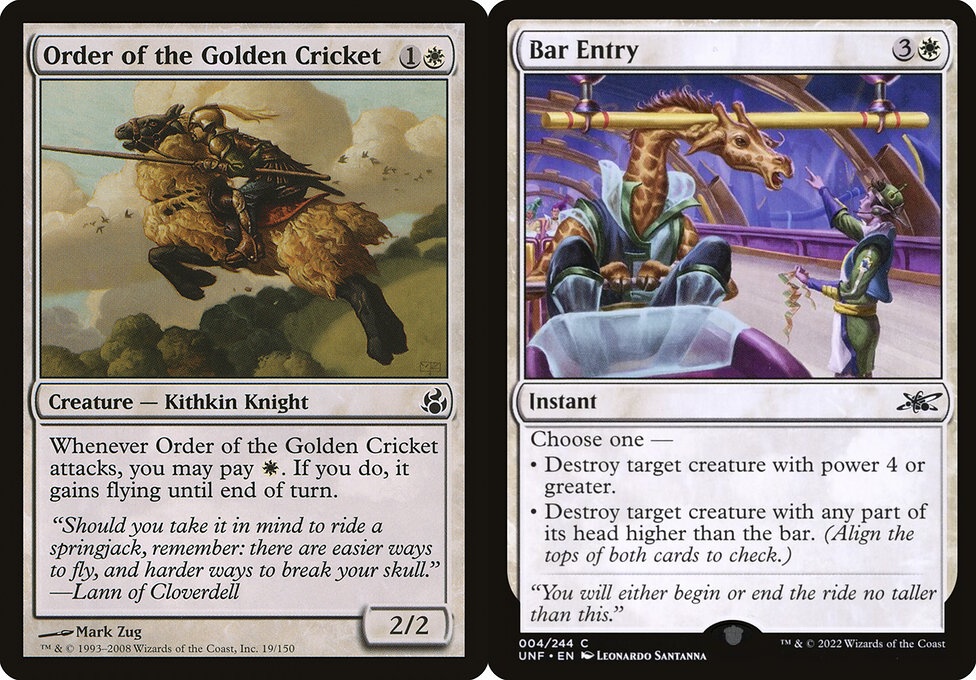 Order of the Golden Cricket 1
Creature — Kithkin Knight
Whenever Order of the Golden Cricket
attacks, you may pay . If you do, it
gains flying until end of turn.
“Should you take it in mind to ride a
springjack, remember: there are easier ways
to fly, and harder ways to break your skull.”
—Lann of Cloverdell
2/2
Mark Zug
™ & © 1993–2008 Wizards of the Coast, Inc. 19/150
Bar Entry 3
Instant
Choose one —
• Destroy target creature with power 4 or
greater.
• Destroy target creature with any part of
its head higher than the bar. (Align the
tops of both cards to check.)
“You will either begin or end the ride no taller
than this.”
004/244 C
UNF • EN Leonardo Santanna
™ & © 2022 Wizards of the Coast